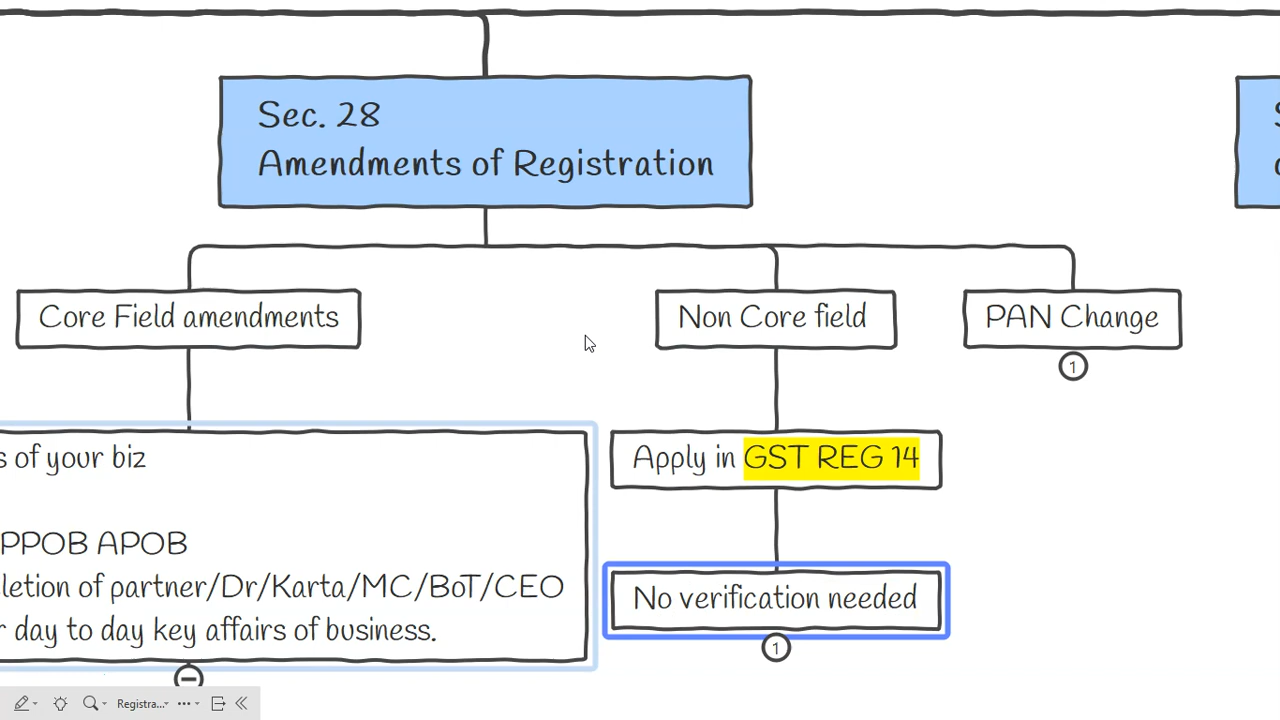 Sec. 28
Amendments of Registration
Core Field amendments
Non Core field
PAN Change
1
s of your biz
Apply in GST REG 14
PPOB APOB
letion of partner/Dr/Karta/MC/BoT/CEO
r day to day key affairs of business.
No verification needed
1
Registra...